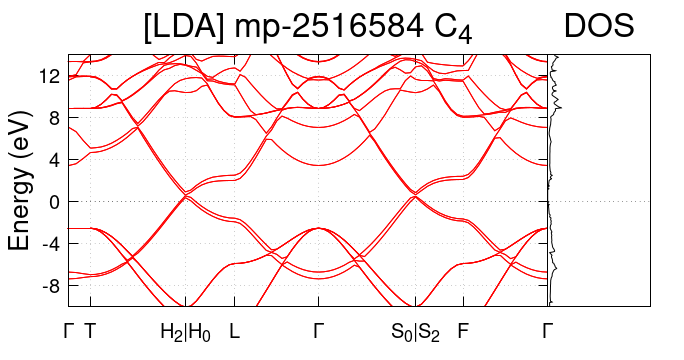 [LDA] mp-2516584 C₄ DOS
Energy (eV)
12
8
4
0
-4
-8
Γ T H₂|H₀ L Γ S₀|S₂ F Γ